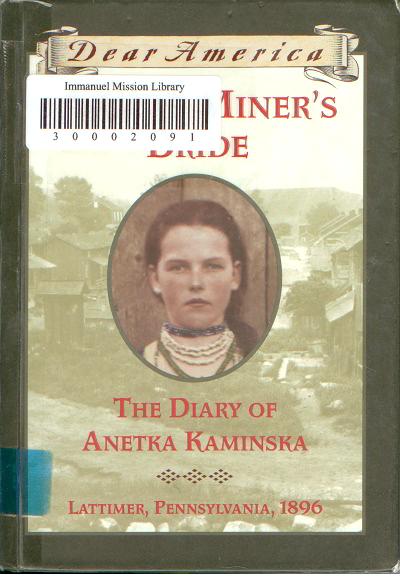 Dear America
Immanuel Mission Library
30002091
MINER'S
BRIDE
THE DIARY OF
ANETKA KAMINSKA
LATTIMER, PENNSYLVANIA, 1896